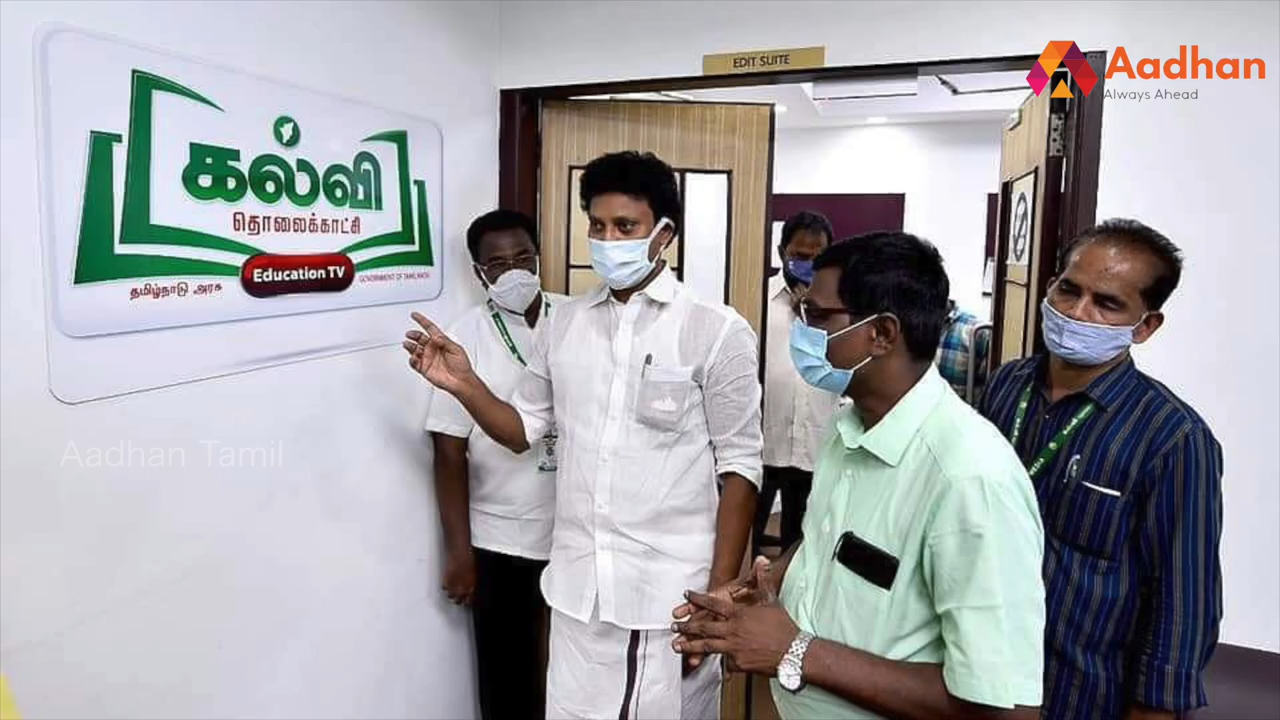 EDIT SUITE
Aadhan
Always Ahead
கல்வி
தொலைக்காட்சி
Education TV
தமிழ்நாடு அரசு
GOVERNMENT OF TAMIL NADU
Aadhan Tamil